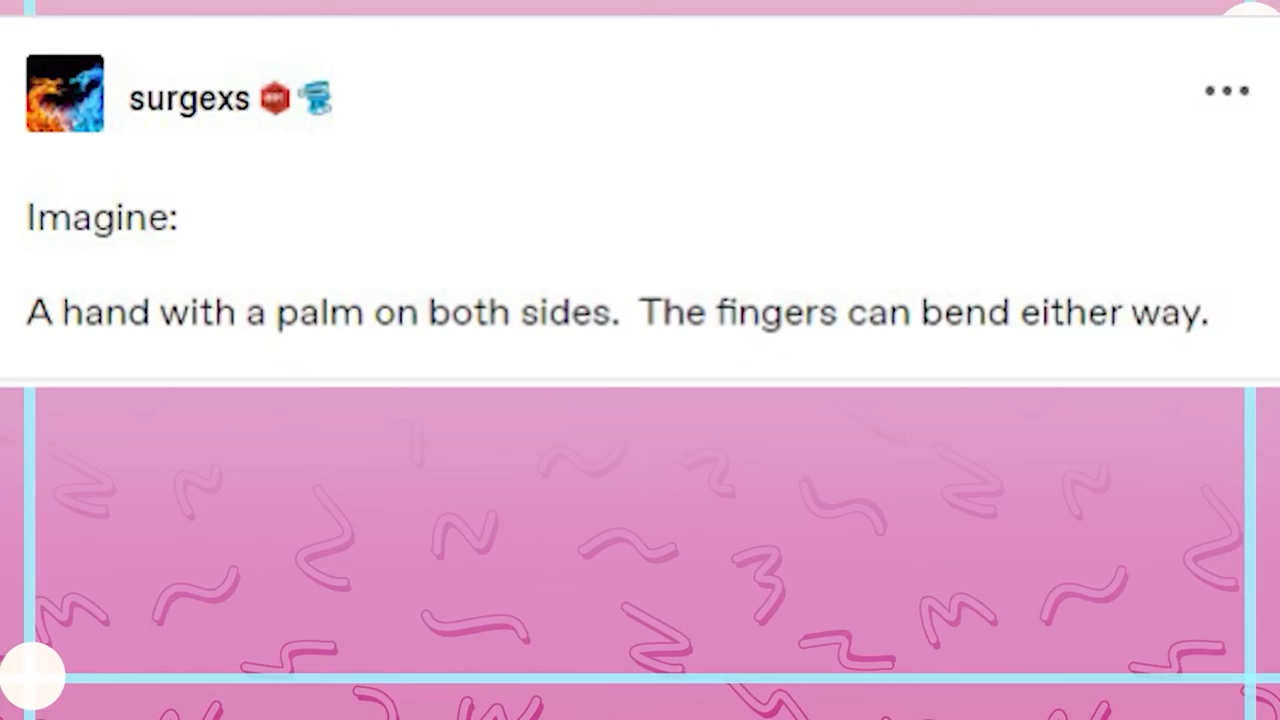 surgexs
Imagine:
A hand with a palm on both sides. The fingers can bend either way.